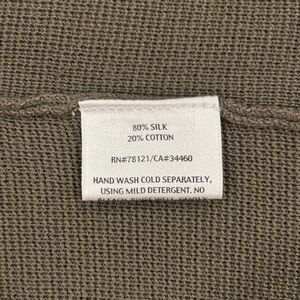 80% SILK
20% COTTON
RN#78121/CA#34460
HAND WASH COLD SEPARATELY,
USING MILD DETERGENT, NO